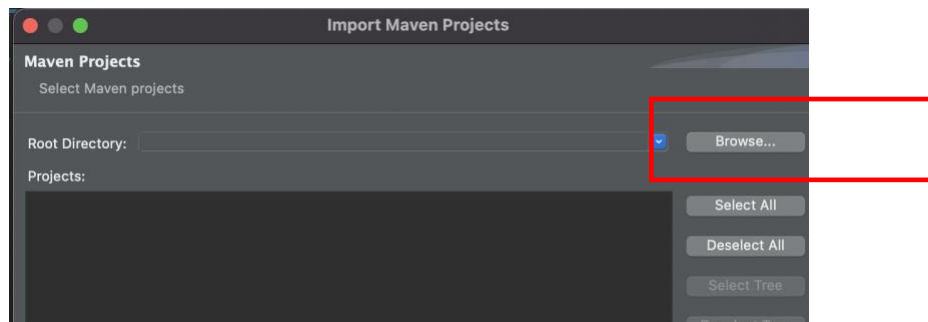 Import Maven Projects
Maven Projects
Select Maven projects
Root Directory:
Browse...
Projects:
Select All
Deselect All
Select Tree